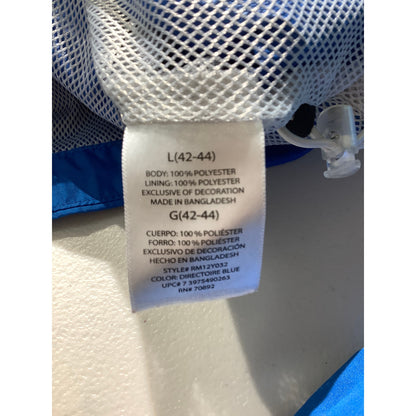 L(42-44)
BODY: 100% POLYESTER
LINING: 100% POLYESTER
EXCLUSIVE OF DECORATION
MADE IN BANGLADESH
G(42-44)
CUERPO: 100% POLIÉSTER
FORRO: 100% POLIÉSTER
EXCLUSIVO DE DECORACIÓN
HECHO EN BANGLADESH
STYLE# RM12Y032
COLOR: DIRECTOIRE BLUE
UPC# 7 3975490263
RN# 70892